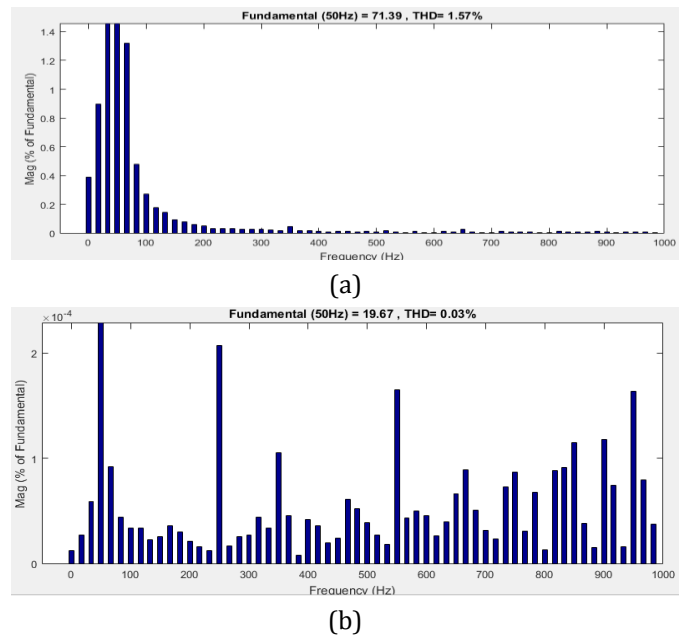 Fundamental (50Hz) = 71.39 , THD= 1.57%
1.4
1.2
1
0.8
0.6
0.4
0.2
0
Mag (% of Fundamental)
0 100 200 300 400 500 600 700 800 900 1000
Frequency (Hz)
(a)
Fundamental (50Hz) = 19.67 , THD= 0.03%
×10⁻⁴
2
1
0
Mag (% of Fundamental)
0 100 200 300 400 500 600 700 800 900 1000
Frequency (Hz)
(b)